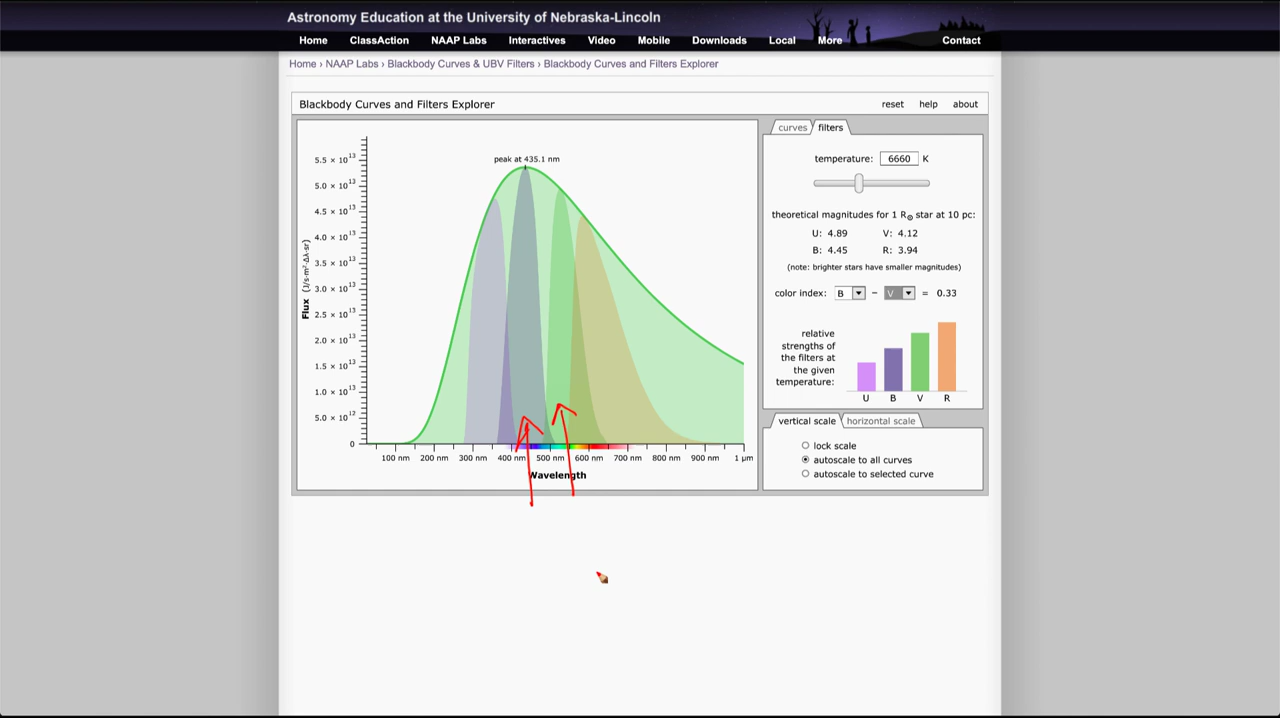 Astronomy Education at the University of Nebraska-Lincoln
Home ClassAction NAAP Labs Interactives Video Mobile Downloads Local More Contact
Home › NAAP Labs › Blackbody Curves & UBV Filters › Blackbody Curves and Filters Explorer
Blackbody Curves and Filters Explorer
reset help about
peak at 435.1 nm
5.5 × 10¹³
5.0 × 10¹³
4.5 × 10¹³
4.0 × 10¹³
3.5 × 10¹³
3.0 × 10¹³
2.5 × 10¹³
2.0 × 10¹³
1.5 × 10¹³
1.0 × 10¹³
5.0 × 10¹²
0
Flux (J/s·m²·Δλ·sr)
100 nm 200 nm 300 nm 400 nm 500 nm 600 nm 700 nm 800 nm 900 nm 1 μm
Wavelength
curves filters
temperature: 6660 K
theoretical magnitudes for 1 R⊙ star at 10 pc:
U: 4.89 V: 4.12
B: 4.45 R: 3.94
(note: brighter stars have smaller magnitudes)
color index: B − V = 0.33
relative
strengths of
the filters at
the given
temperature:
U B V R
vertical scale horizontal scale
lock scale
autoscale to all curves
autoscale to selected curve